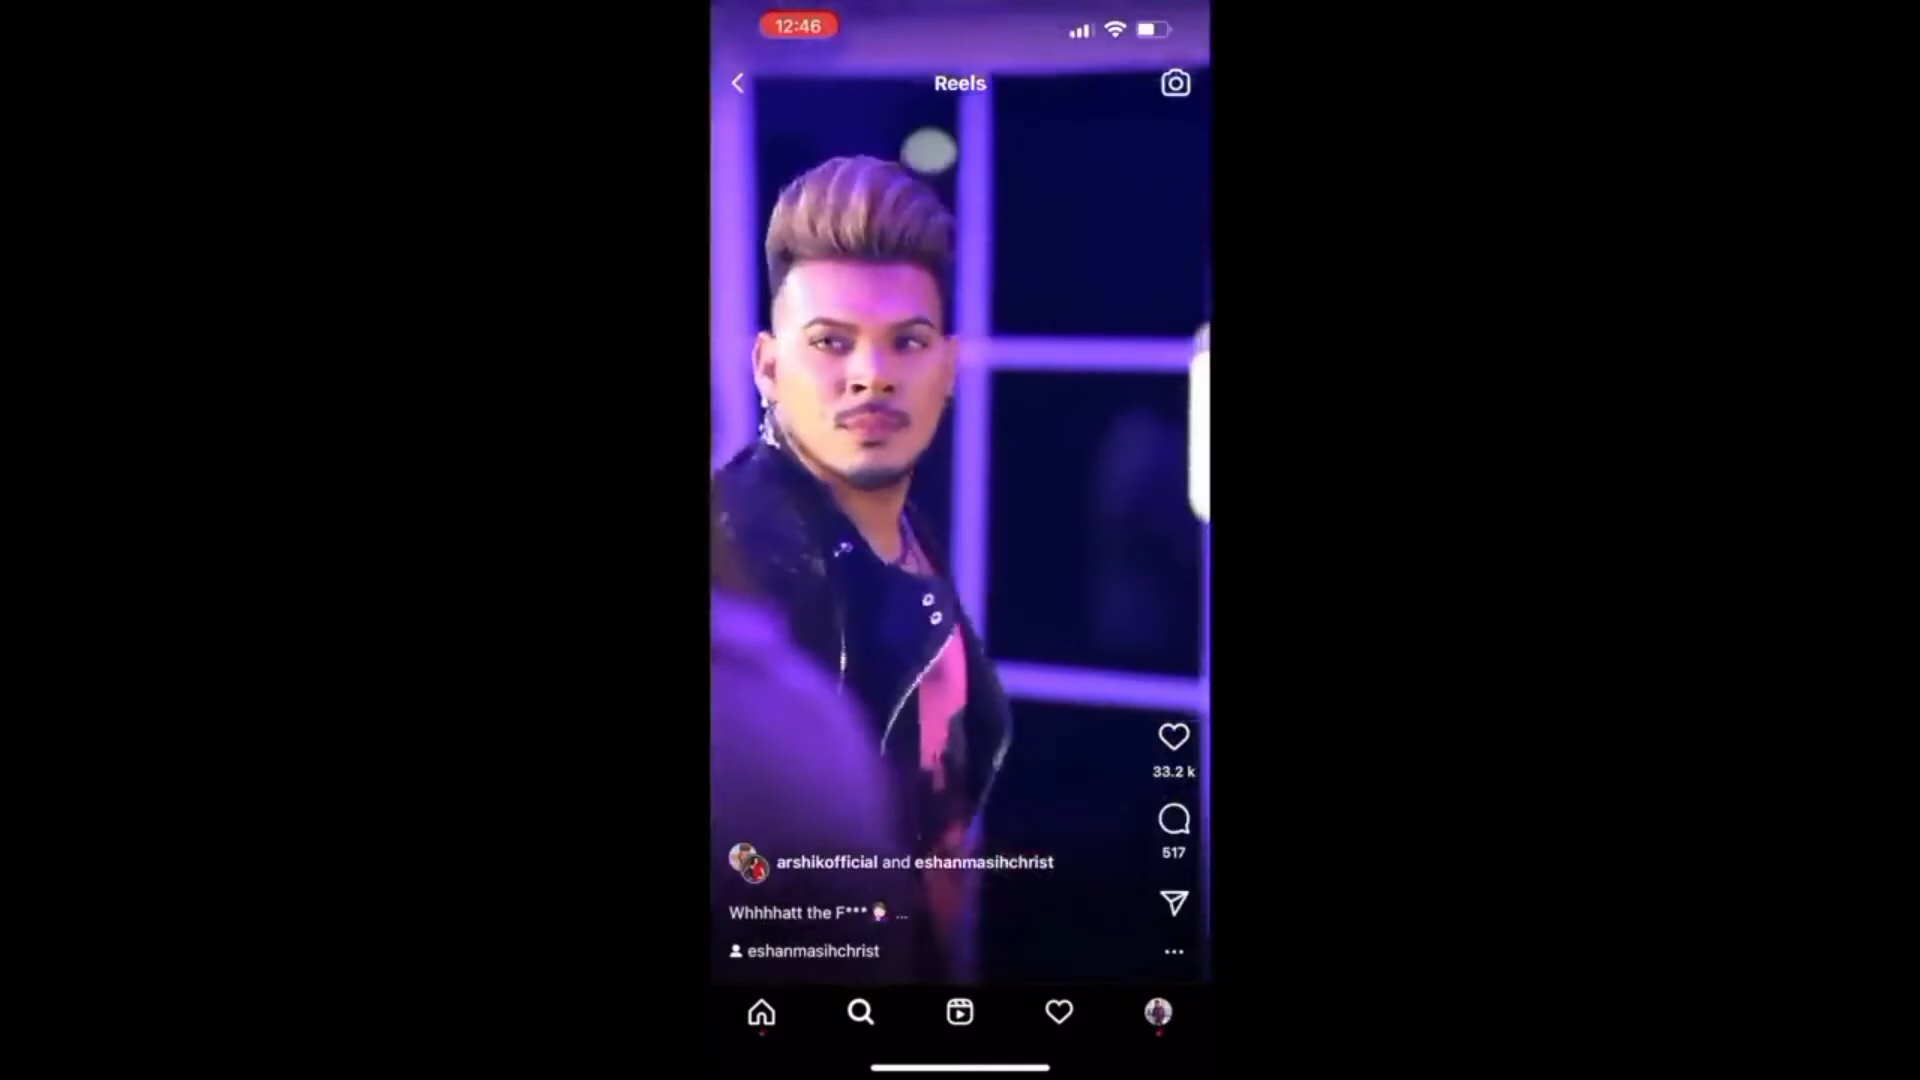 12:46
Reels
33.2 k
517
arshikofficial and eshanmasihchrist
Whhhhatt the F*** 🤦🏻 ...
eshanmasihchrist